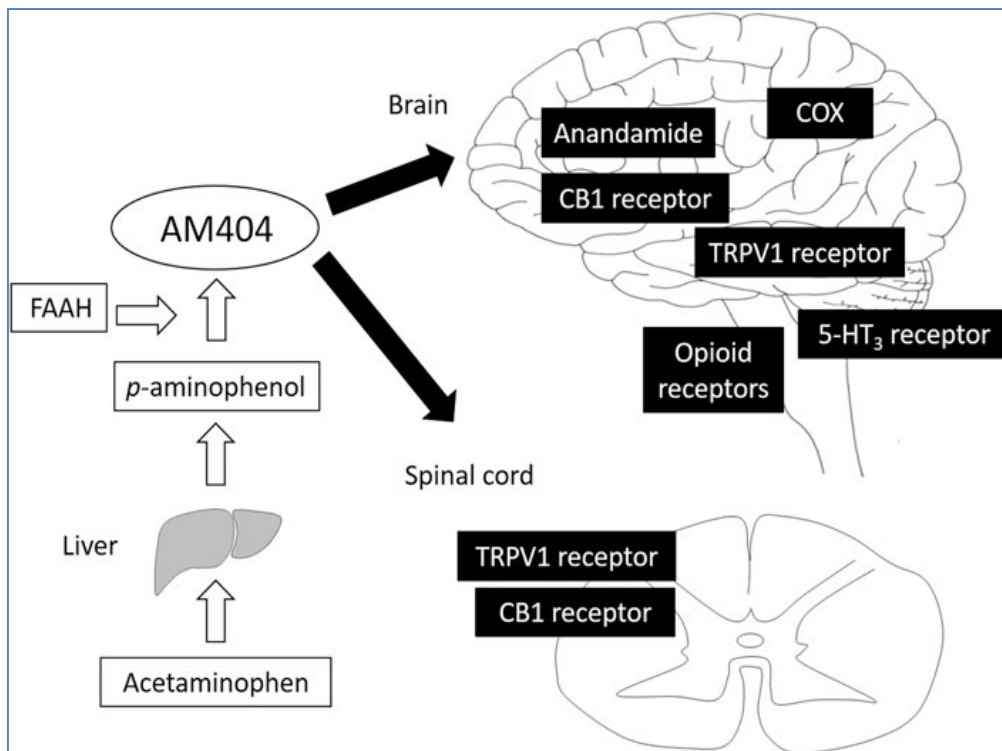 Brain
COX
Anandamide
CB1 receptor
AM404
TRPV1 receptor
FAAH
5-HT₃ receptor
Opioid
receptors
p-aminophenol
Spinal cord
Liver
TRPV1 receptor
CB1 receptor
Acetaminophen